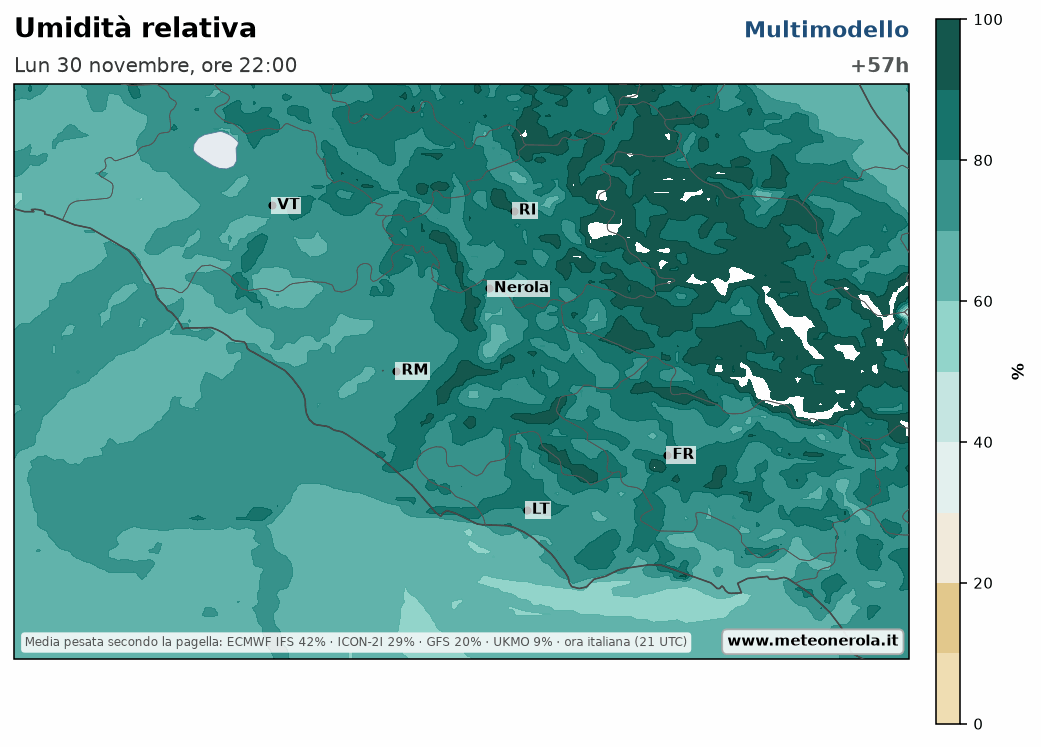 Umidità relativa
Multimodello
Lun 30 novembre, ore 22:00
+57h
100
80
60
40
20
0
%
VT
RI
Nerola
RM
FR
LT
Media pesata secondo la pagella: ECMWF IFS 42% · ICON-2I 29% · GFS 20% · UKMO 9% · ora italiana (21 UTC)
www.meteonerola.it